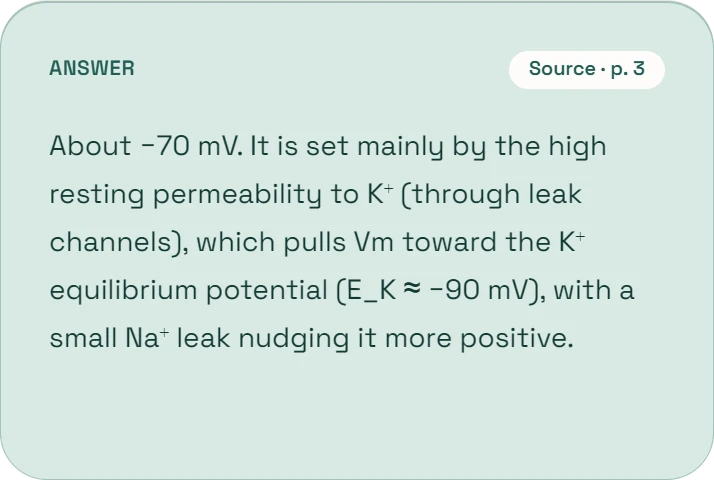 ANSWER
Source · p. 3
About −70 mV. It is set mainly by the high
resting permeability to K⁺ (through leak
channels), which pulls Vm toward the K⁺
equilibrium potential (E_K ≈ −90 mV), with a
small Na⁺ leak nudging it more positive.